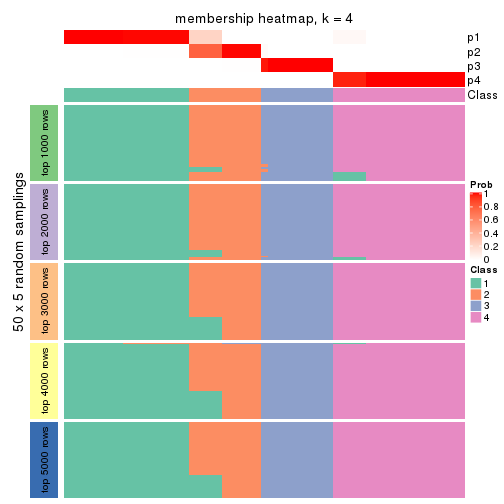 membership heatmap, k = 4
p1
p2
p3
p4
Class
50 x 5 random samplings
top 1000 rows
top 2000 rows
top 3000 rows
top 4000 rows
top 5000 rows
Prob
1
0.8
0.6
0.4
0.2
0
Class
1
2
3
4